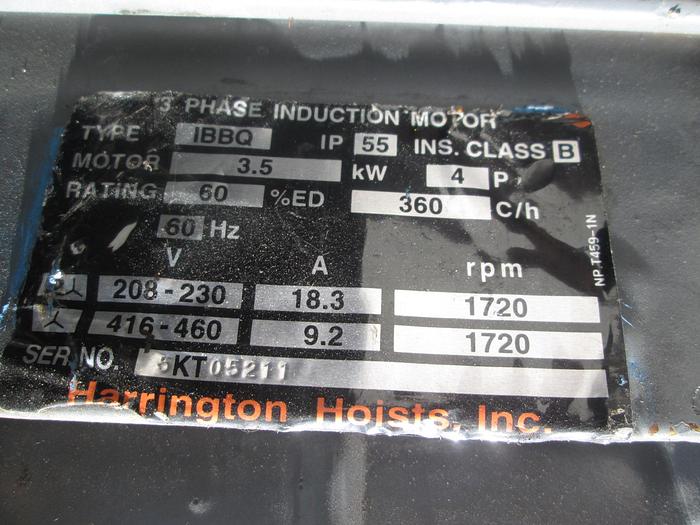 3 PHASE INDUCTION MOTOR
TYPE IBBQ IP 55 INS. CLASS B
MOTOR 3.5 kW 4 P
RATING 60 %ED 360 C/h
60 Hz
V A rpm
208-230 18.3 1720
416-460 9.2 1720
SER. NO. 5KT05211
Harrington Hoists, Inc.
NP.T459-1N